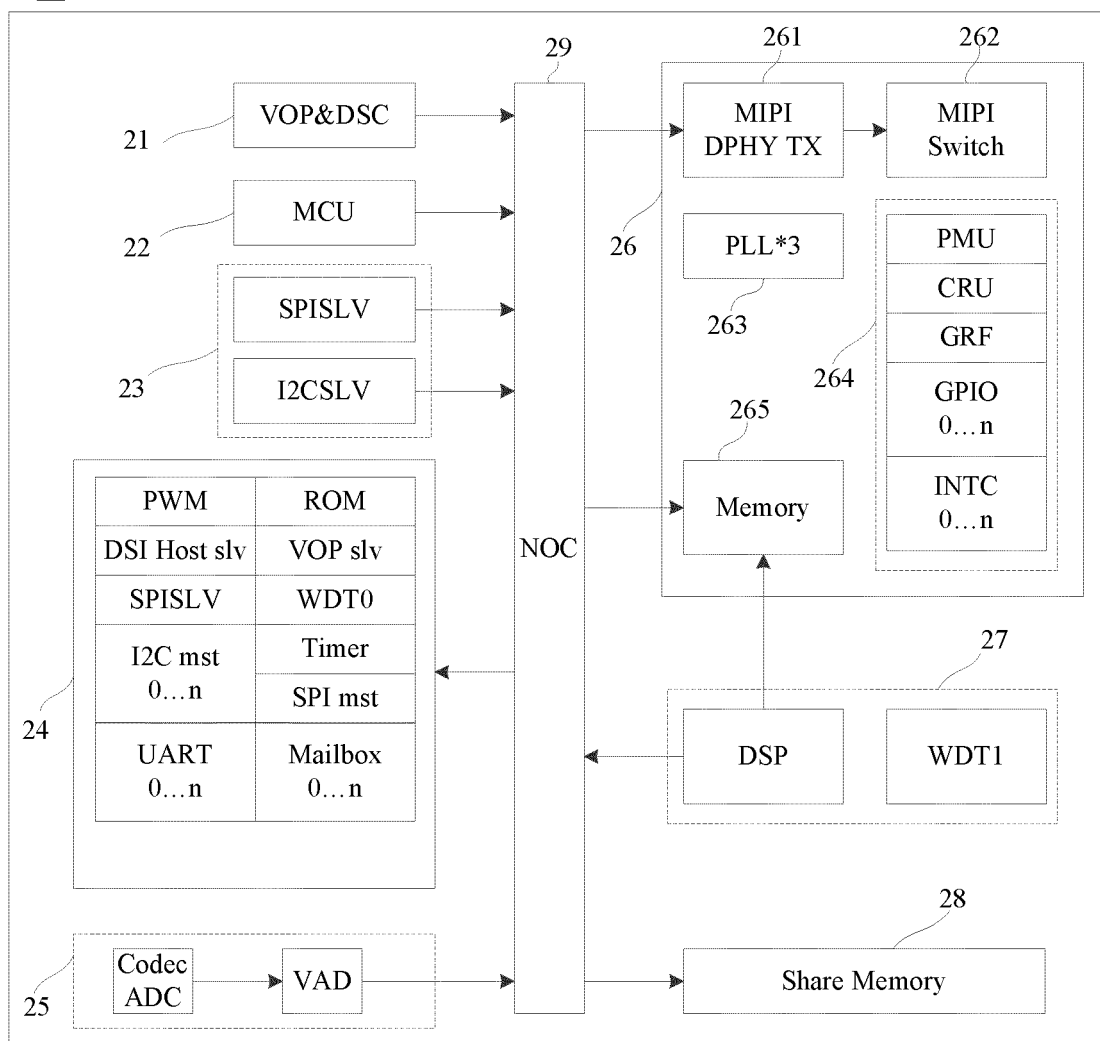 29
261
262
VOP&DSC
21
MIPI
DPHY TX
MIPI
Switch
MCU
22
26
PLL*3
263
PMU
CRU
GRF
GPIO
0...n
INTC
0...n
264
SPISLV
I2CSLV
23
265
Memory
NOC
PWM
ROM
DSI Host slv
VOP slv
SPISLV
WDT0
I2C mst
0...n
Timer
SPI mst
UART
0...n
Mailbox
0...n
24
27
DSP
WDT1
28
Codec
ADC
VAD
25
Share Memory